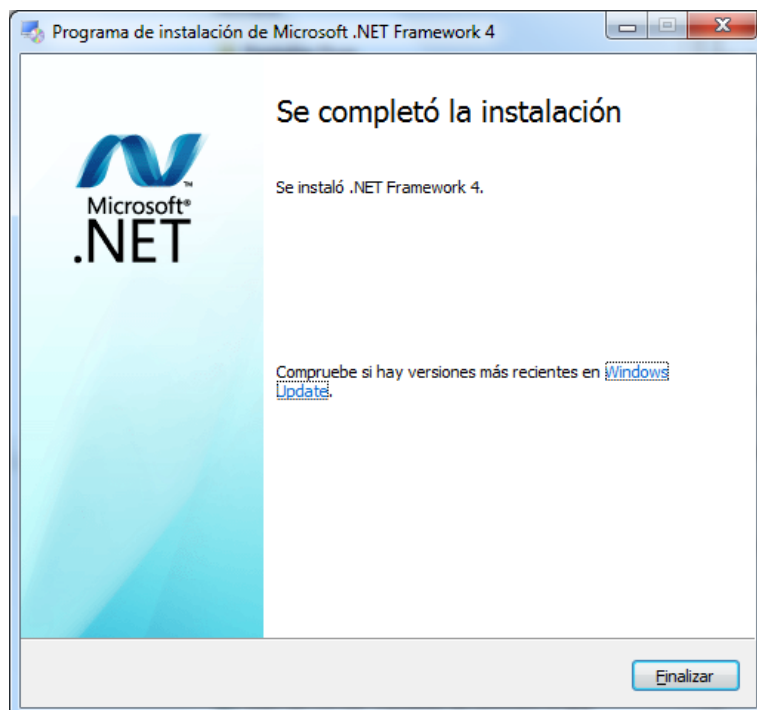 Programa de instalación de Microsoft .NET Framework 4
Se completó la instalación
Microsoft®
.NET
™
Se instaló .NET Framework 4.
Compruebe si hay versiones más recientes en Windows
Update.
Finalizar